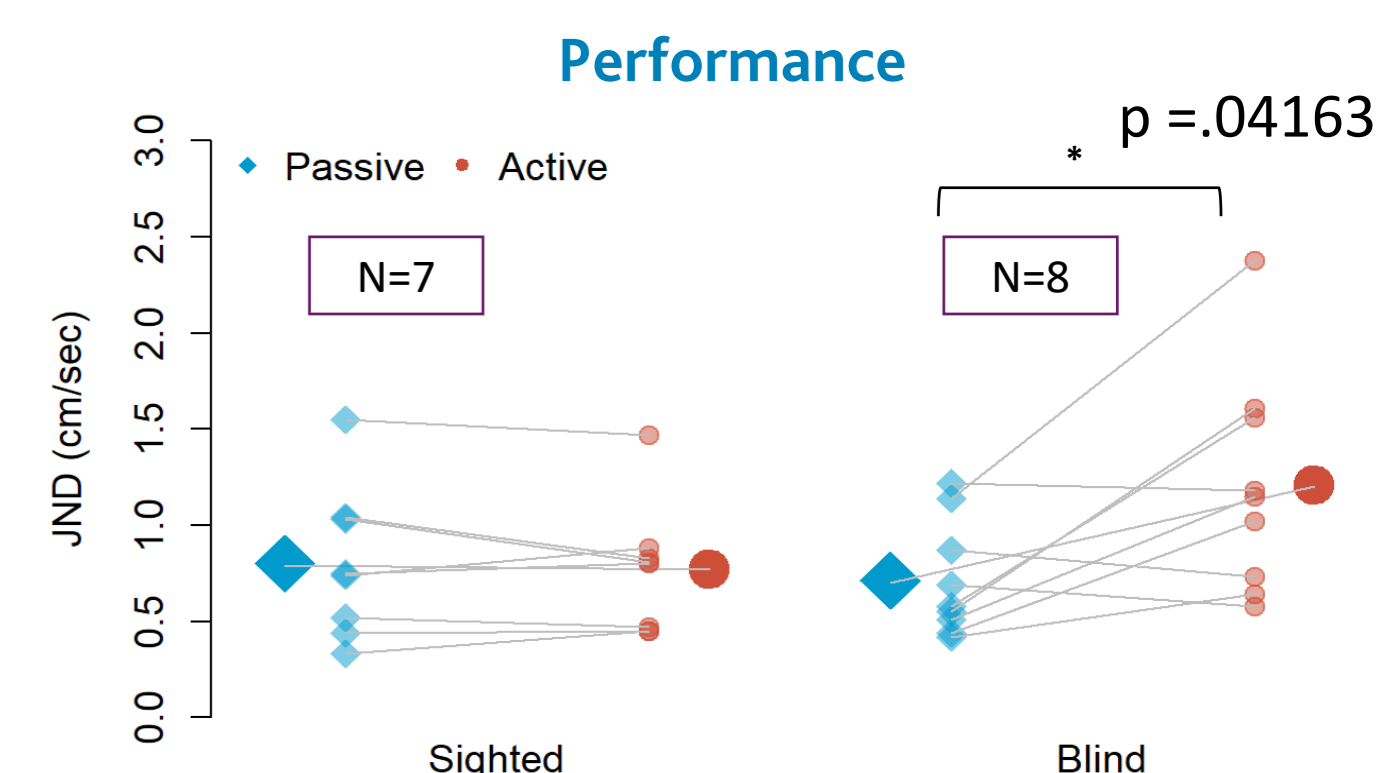 Performance
p =.04163
*
Passive
Active
N=7
N=8
JND (cm/sec)
3.0
2.5
2.0
1.5
1.0
0.5
0.0
Sighted
Blind